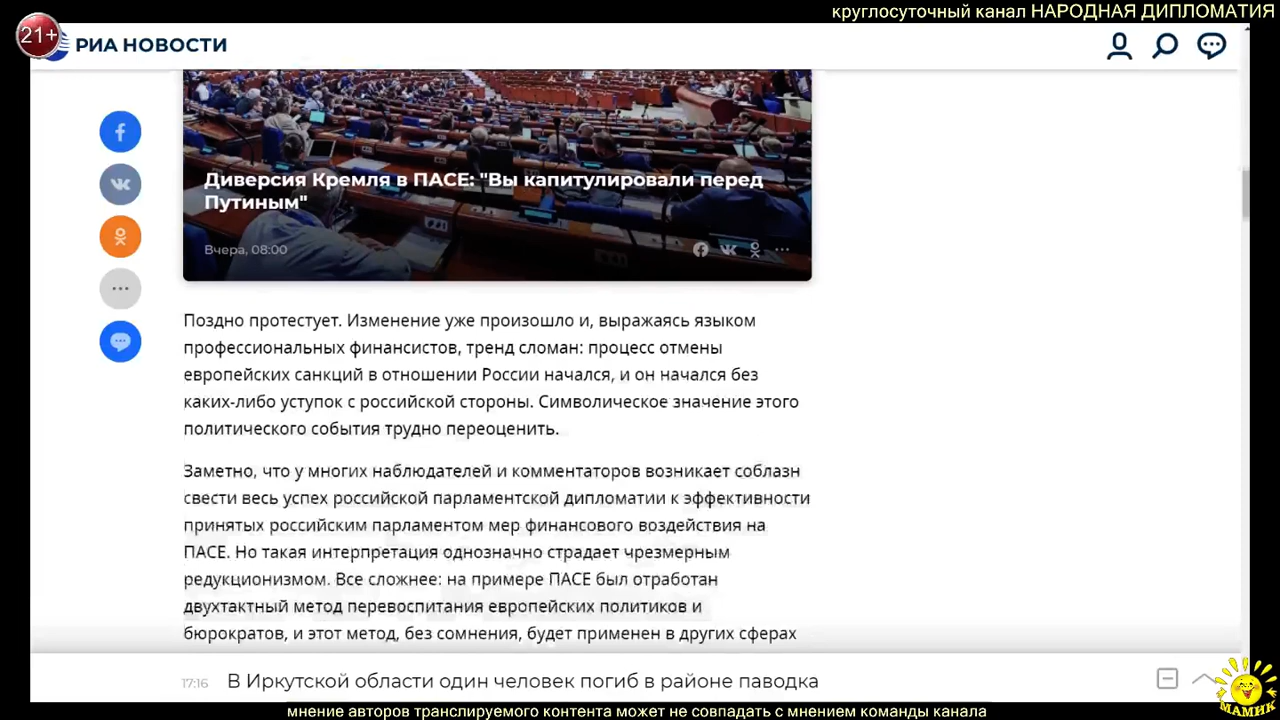 круглосуточный канал НАРОДНАЯ ДИПЛОМАТИЯ
21+
РИА НОВОСТИ
Диверсия Кремля в ПАСЕ: "Вы капитулировали перед
Путиным"
Вчера, 08:00
Поздно протестует. Изменение уже произошло и, выражаясь языком
профессиональных финансистов, тренд сломан: процесс отмены
европейских санкций в отношении России начался, и он начался без
каких-либо уступок с российской стороны. Символическое значение этого
политического события трудно переоценить.
Заметно, что у многих наблюдателей и комментаторов возникает соблазн
свести весь успех российской парламентской дипломатии к эффективности
принятых российским парламентом мер финансового воздействия на
ПАСЕ. Но такая интерпретация однозначно страдает чрезмерным
редукционизмом. Все сложнее: на примере ПАСЕ был отработан
двухтактный метод перевоспитания европейских политиков и
бюрократов, и этот метод, без сомнения, будет применен в других сферах
17:16 В Иркутской области один человек погиб в районе паводка
МАМИК
мнение авторов транслируемого контента может не совпадать с мнением команды канала